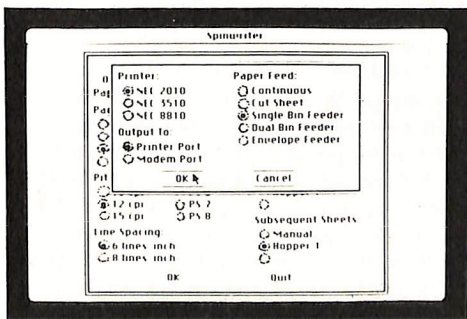 Spinwriter
Printer:
NEC 2010
NEC 3510
NEC 8810
Output To:
Printer Port
Modem Port
OK
Paper Feed:
Continuous
Cut Sheet
Single Bin Feeder
Dual Bin Feeder
Envelope Feeder
Cancel
12 cpi
PS 7
15 cpi
PS 8
Line Spacing:
6 lines inch
8 lines inch
Subsequent Sheets
Manual
Hopper 1
OK
Quit